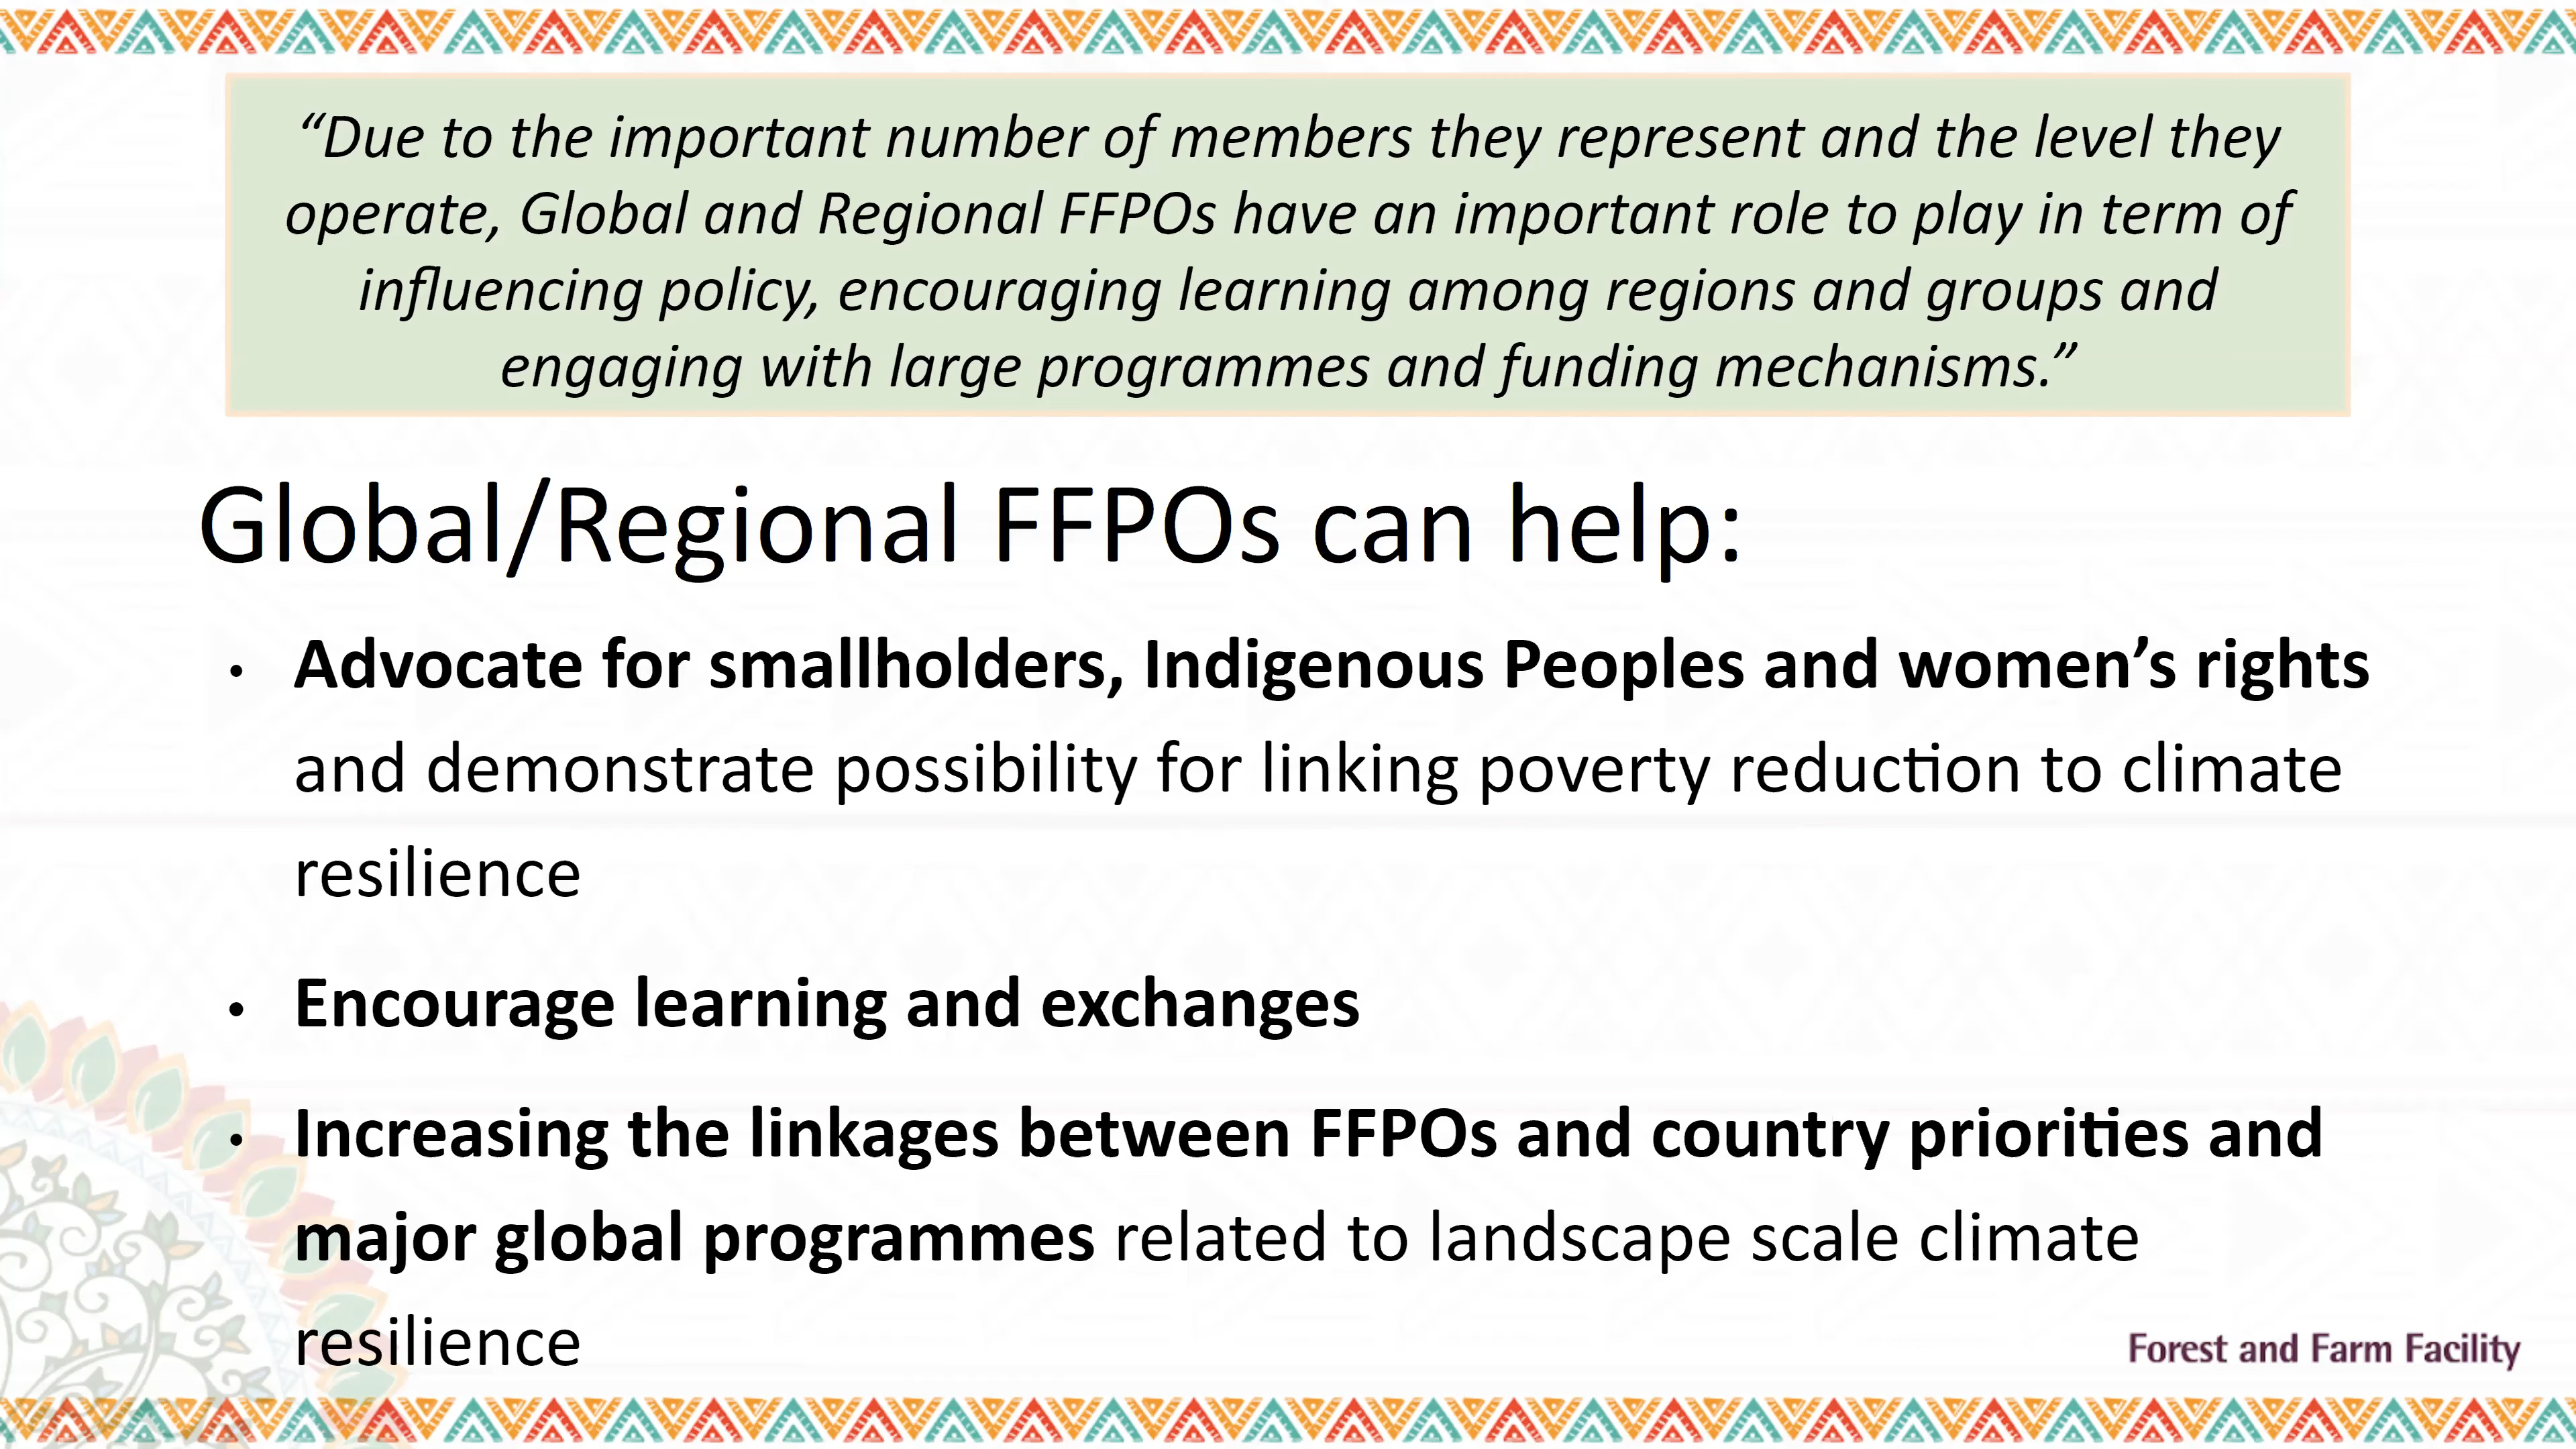 “Due to the important number of members they represent and the level they
operate, Global and Regional FFPOs have an important role to play in term of
influencing policy, encouraging learning among regions and groups and
engaging with large programmes and funding mechanisms.”
Global/Regional FFPOs can help:
• Advocate for smallholders, Indigenous Peoples and women’s rights
and demonstrate possibility for linking poverty reduction to climate
resilience
• Encourage learning and exchanges
• Increasing the linkages between FFPOs and country priorities and
major global programmes related to landscape scale climate
resilience
Forest and Farm Facility